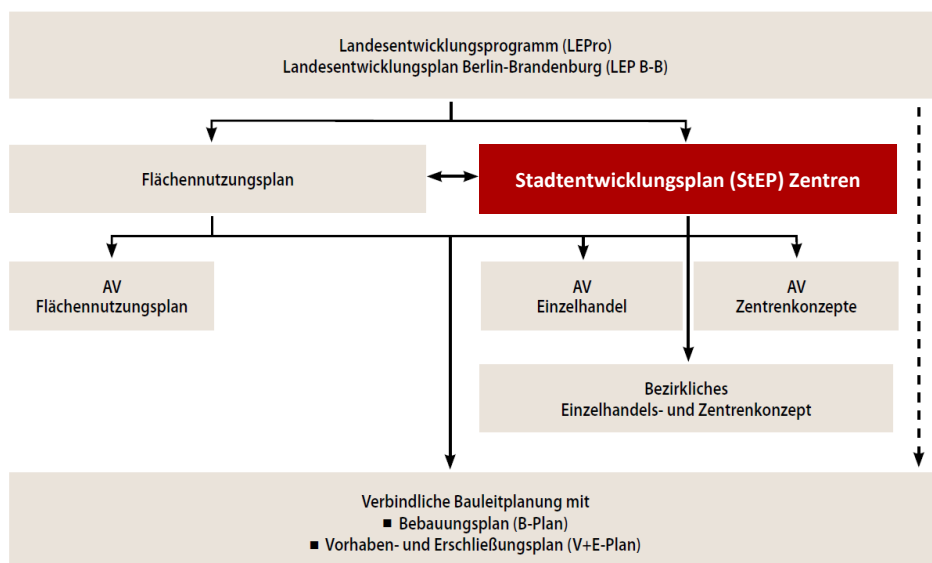 Landesentwicklungsprogramm (LEPro)
Landesentwicklungsplan Berlin-Brandenburg (LEP B-B)
Flächennutzungsplan
Stadtentwicklungsplan (StEP) Zentren
AV
Flächennutzungsplan
AV
Einzelhandel
AV
Zentrenkonzepte
Bezirkliches
Einzelhandels- und Zentrenkonzept
Verbindliche Bauleitplanung mit
■ Bebauungsplan (B-Plan)
■ Vorhaben- und Erschließungsplan (V+E-Plan)